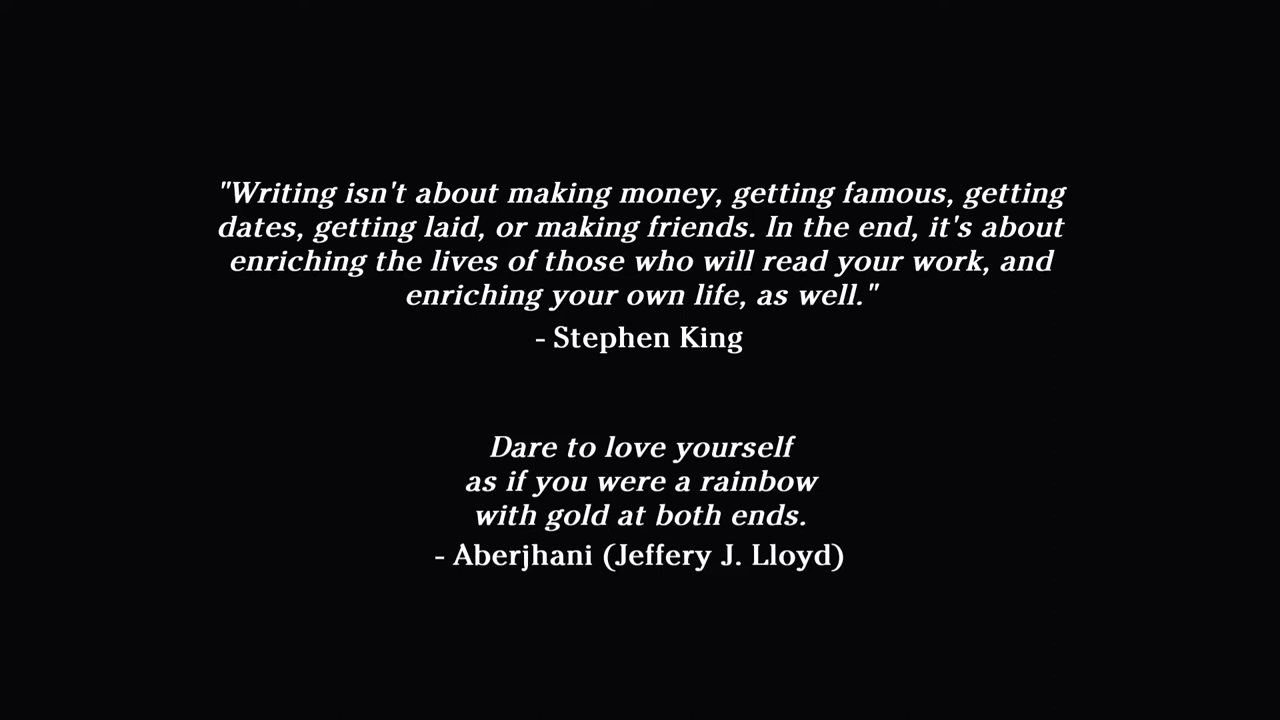 "Writing isn't about making money, getting famous, getting
dates, getting laid, or making friends. In the end, it's about
enriching the lives of those who will read your work, and
enriching your own life, as well."
- Stephen King
Dare to love yourself
as if you were a rainbow
with gold at both ends.
- Aberjhani (Jeffery J. Lloyd)